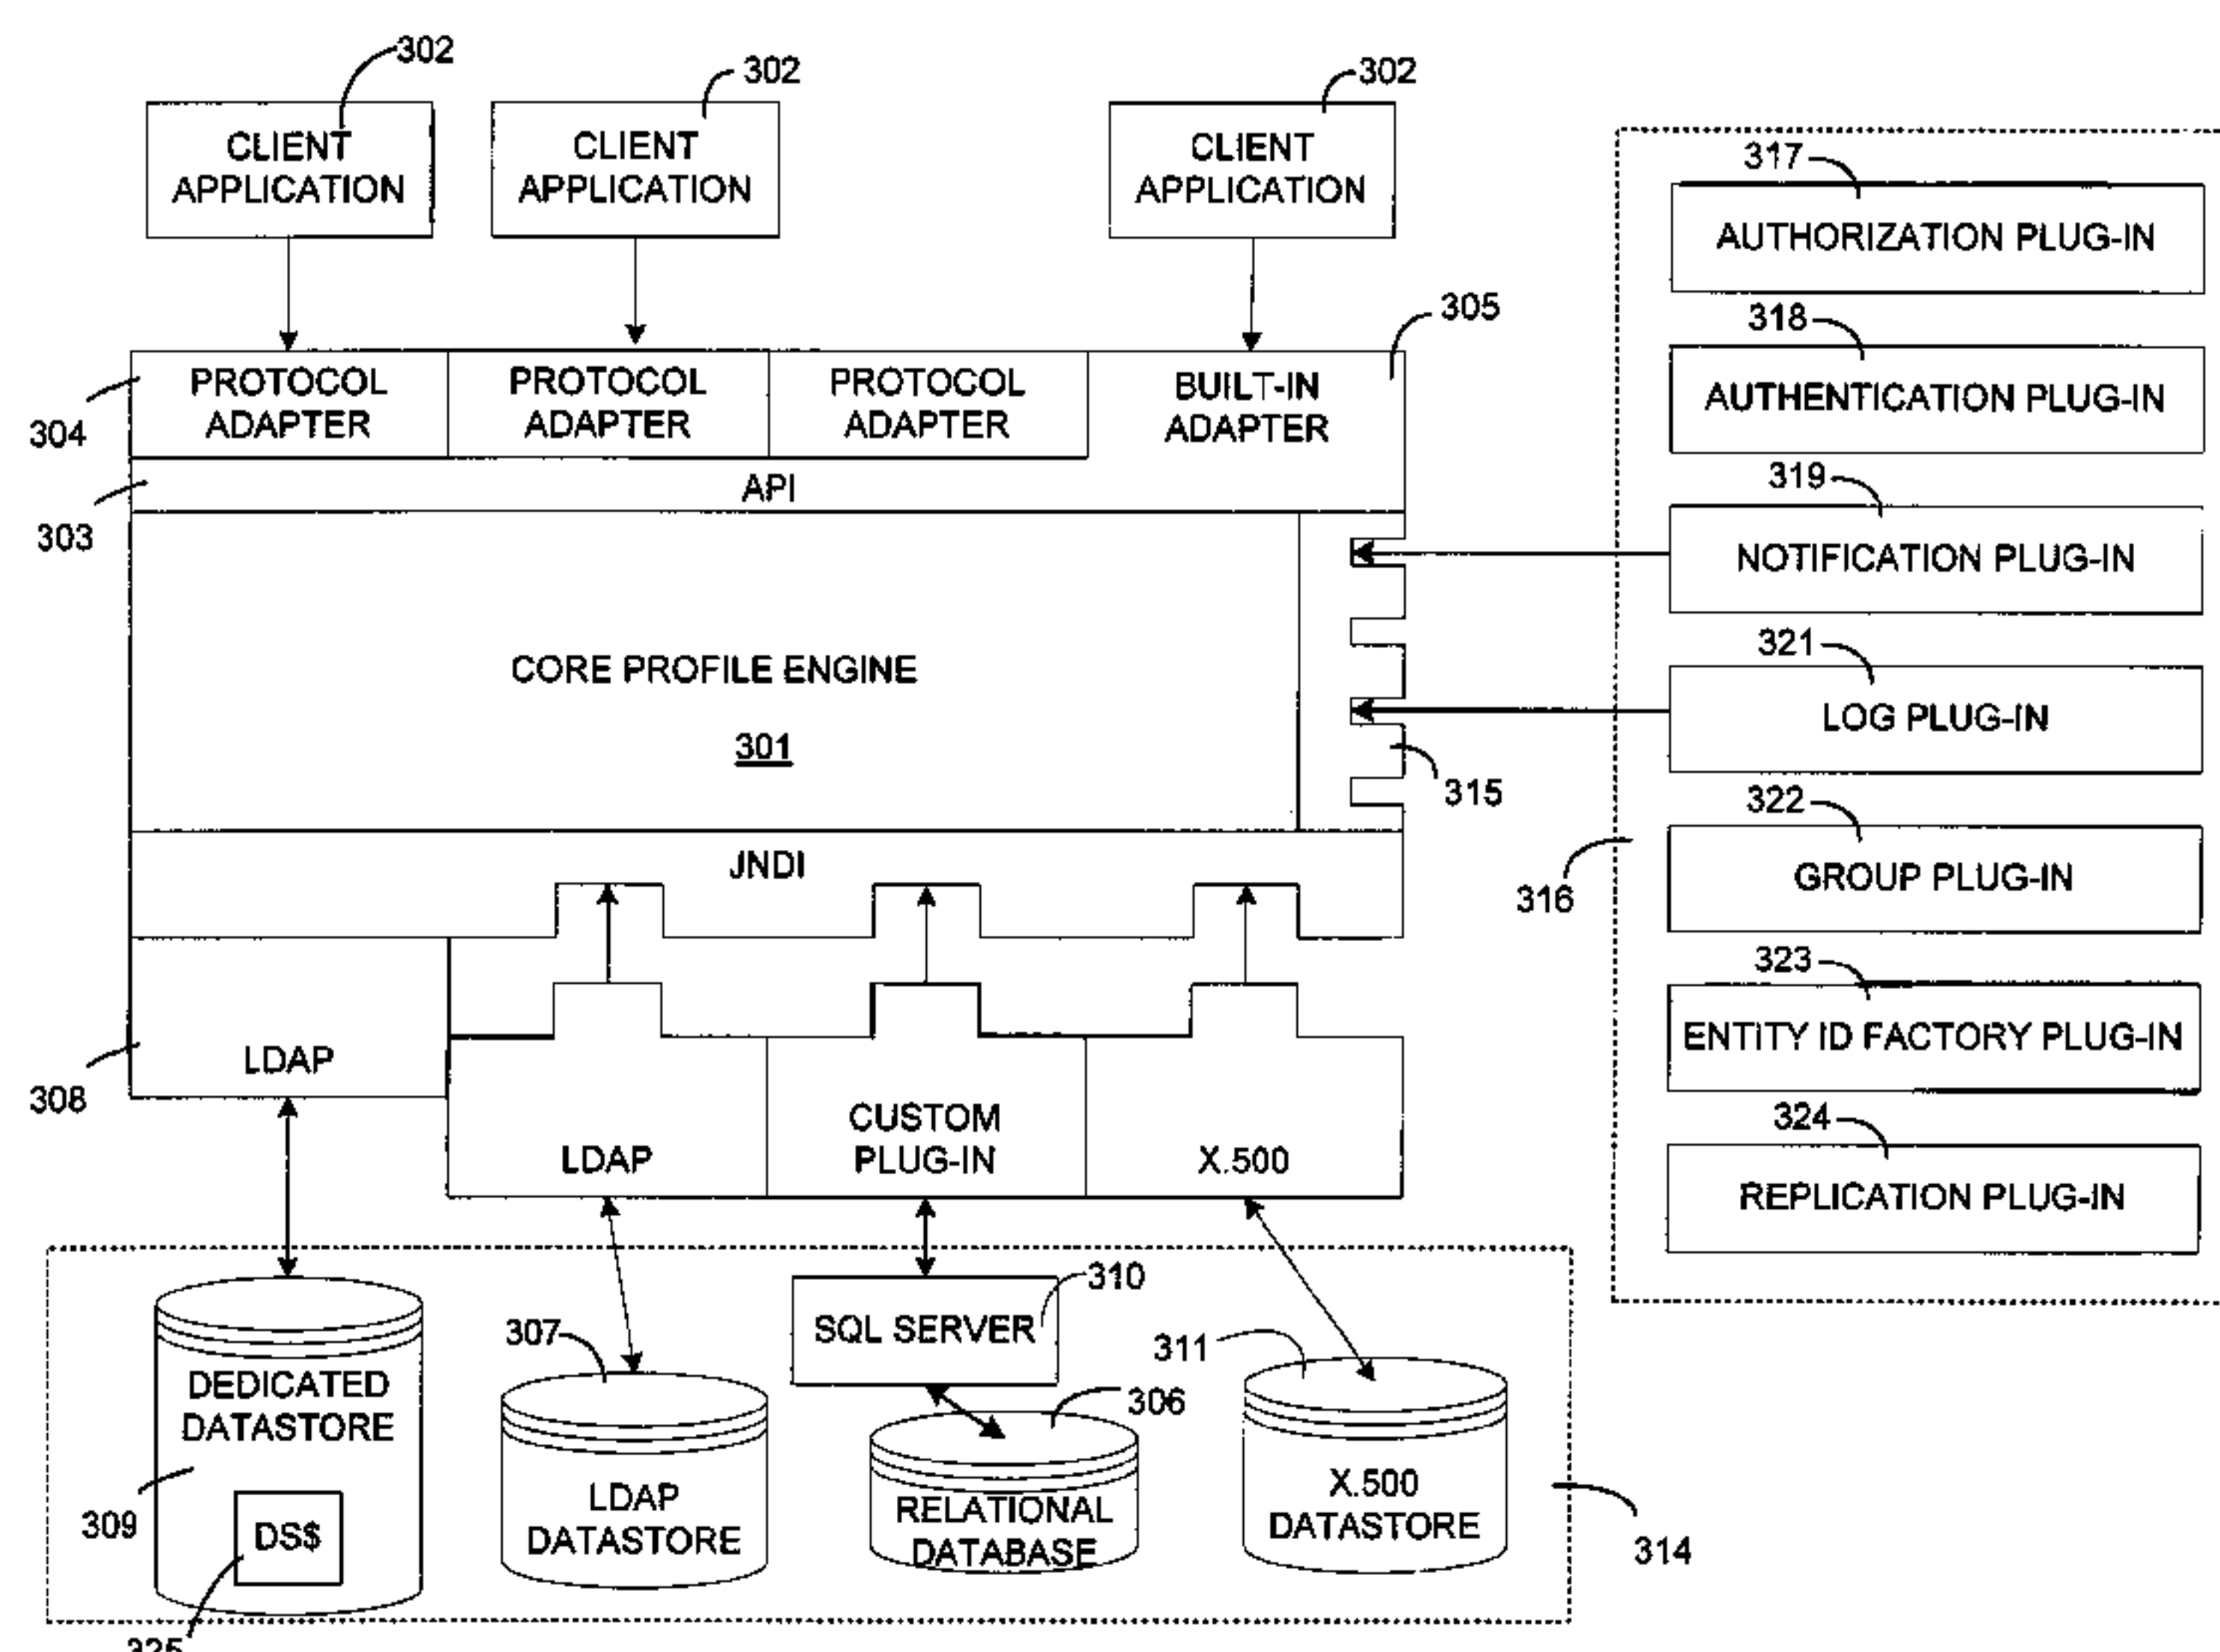 302
302
302
CLIENT
APPLICATION
CLIENT
APPLICATION
CLIENT
APPLICATION
317
AUTHORIZATION PLUG-IN
305
318
AUTHENTICATION PLUG-IN
304
PROTOCOL
ADAPTER
PROTOCOL
ADAPTER
PROTOCOL
ADAPTER
BUILT-IN
ADAPTER
303
API
319
NOTIFICATION PLUG-IN
CORE PROFILE ENGINE
301
321
LOG PLUG-IN
315
322
GROUP PLUG-IN
316
JNDI
323
ENTITY ID FACTORY PLUG-IN
308
LDAP
LDAP
CUSTOM
PLUG-IN
X.500
324
REPLICATION PLUG-IN
310
SQL SERVER
307
311
306
DEDICATED
DATASTORE
309
DS$
LDAP
DATASTORE
RELATIONAL
DATABASE
X.500
DATASTORE
314
325